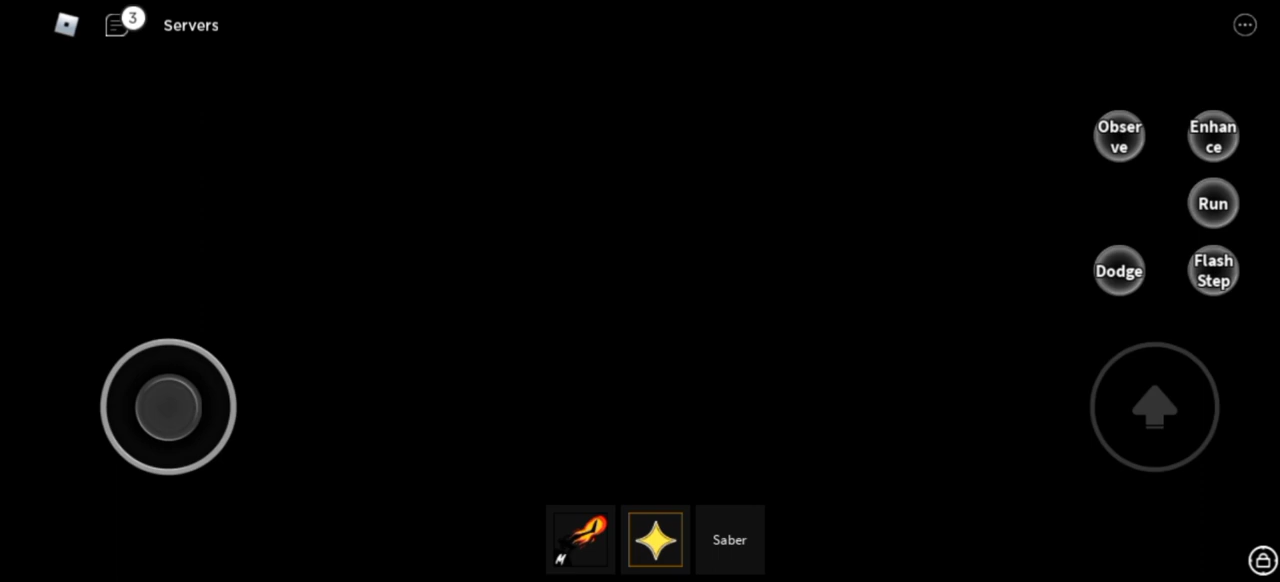 3
Servers
Obser
ve
Enhan
ce
Run
Dodge
Flash
Step
Saber